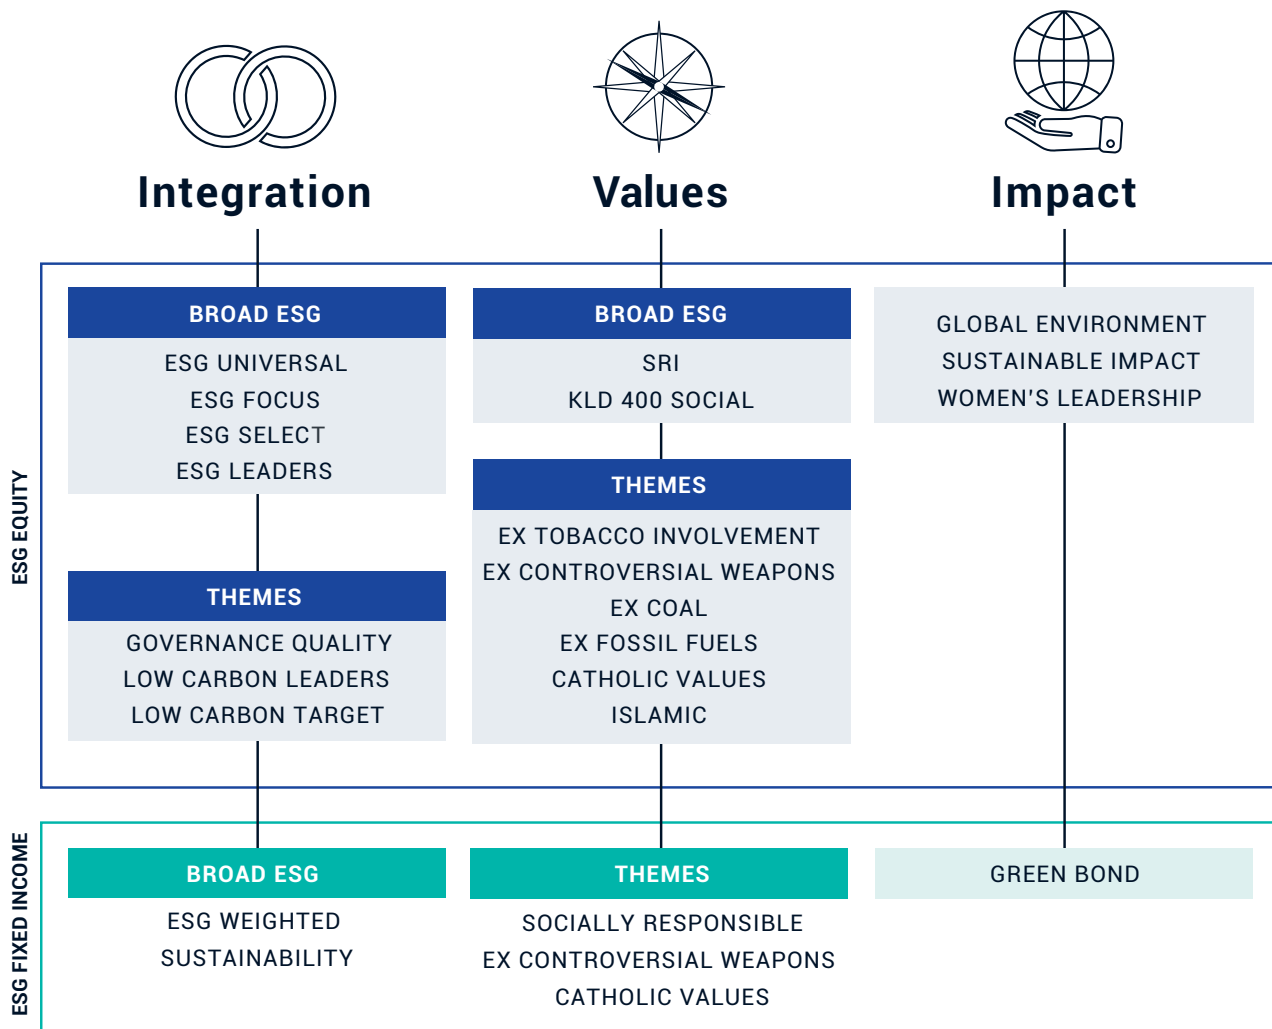 Integration
Values
Impact
ESG EQUITY
BROAD ESG
ESG UNIVERSAL
ESG FOCUS
ESG SELECT
ESG LEADERS
THEMES
GOVERNANCE QUALITY
LOW CARBON LEADERS
LOW CARBON TARGET
BROAD ESG
SRI
KLD 400 SOCIAL
THEMES
EX TOBACCO INVOLVEMENT
EX CONTROVERSIAL WEAPONS
EX COAL
EX FOSSIL FUELS
CATHOLIC VALUES
ISLAMIC
GLOBAL ENVIRONMENT
SUSTAINABLE IMPACT
WOMEN'S LEADERSHIP
ESG FIXED INCOME
BROAD ESG
ESG WEIGHTED
SUSTAINABILITY
THEMES
SOCIALLY RESPONSIBLE
EX CONTROVERSIAL WEAPONS
CATHOLIC VALUES
GREEN BOND